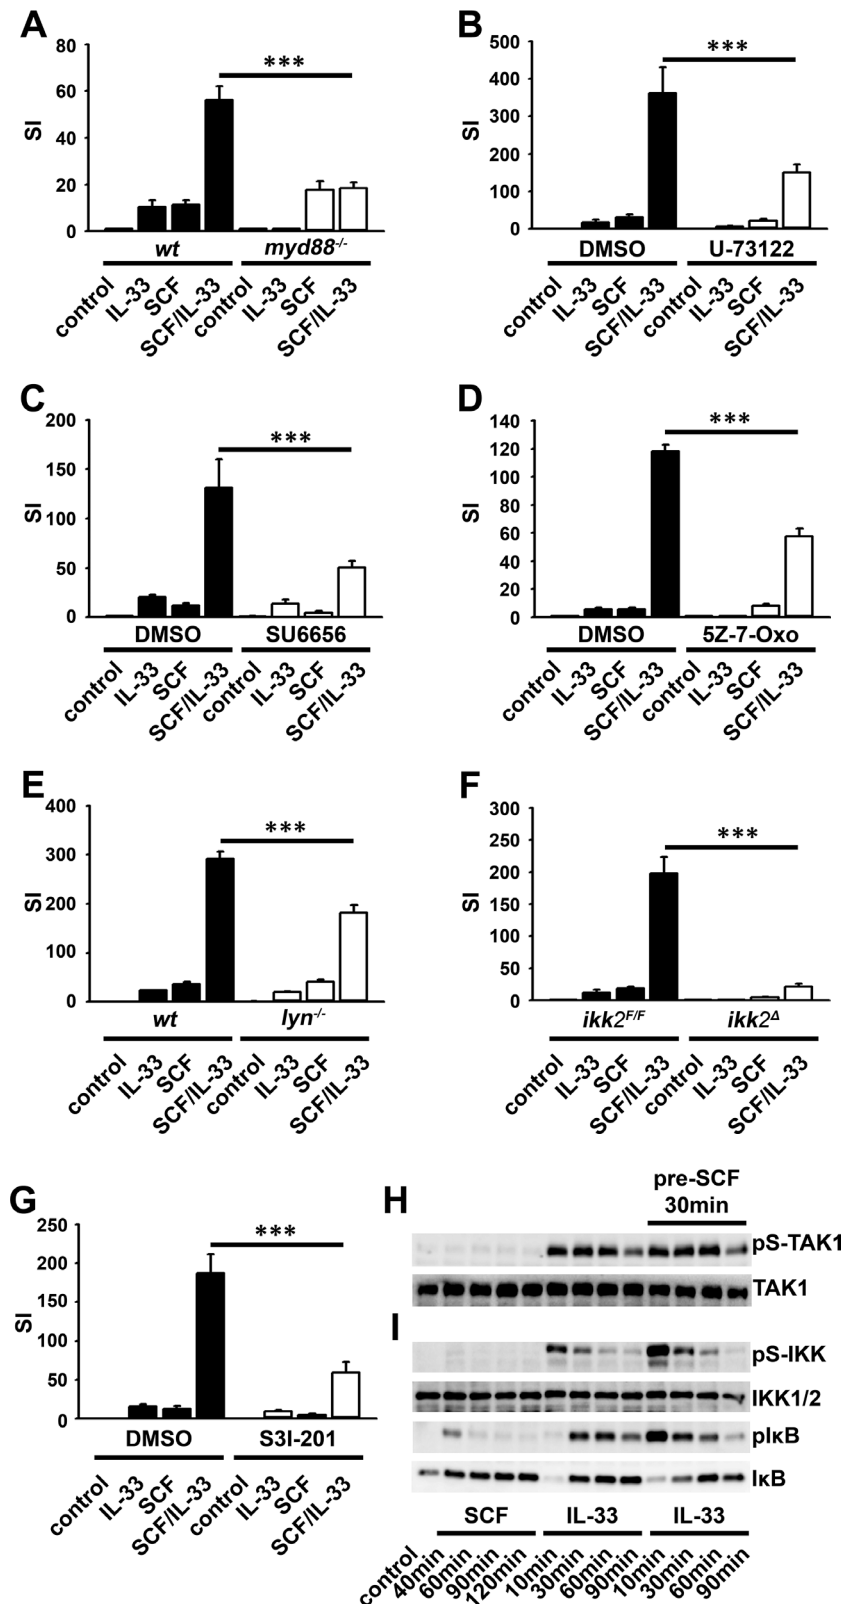 A
80
60
40
20
0
SI
***
wt
myd88-/-
control
IL-33
SCF
SCF/IL-33
control
IL-33
SCF
SCF/IL-33
B
500
400
300
200
100
0
SI
***
DMSO
U-73122
control
IL-33
SCF
SCF/IL-33
control
IL-33
SCF
SCF/IL-33
C
200
150
100
50
0
SI
***
DMSO
SU6656
control
IL-33
SCF
SCF/IL-33
control
IL-33
SCF
SCF/IL-33
D
140
120
100
80
60
40
20
0
SI
***
DMSO
5Z-7-Oxo
control
IL-33
SCF
SCF/IL-33
control
IL-33
SCF
SCF/IL-33
E
400
300
200
100
0
SI
***
wt
lyn-/-
control
IL-33
SCF
SCF/IL-33
control
IL-33
SCF
SCF/IL-33
F
300
250
200
150
100
50
0
SI
***
ikk2F/F
ikk2Δ
control
IL-33
SCF
SCF/IL-33
control
IL-33
SCF
SCF/IL-33
G
250
200
150
100
50
0
SI
***
DMSO
S3I-201
control
IL-33
SCF
SCF/IL-33
control
IL-33
SCF
SCF/IL-33
H
pre-SCF
30min
pS-TAK1
TAK1
I
pS-IKK
IKK1/2
pIκB
IκB
SCF
IL-33
IL-33
control
40min
60min
90min
120min
10min
30min
60min
90min
10min
30min
60min
90min